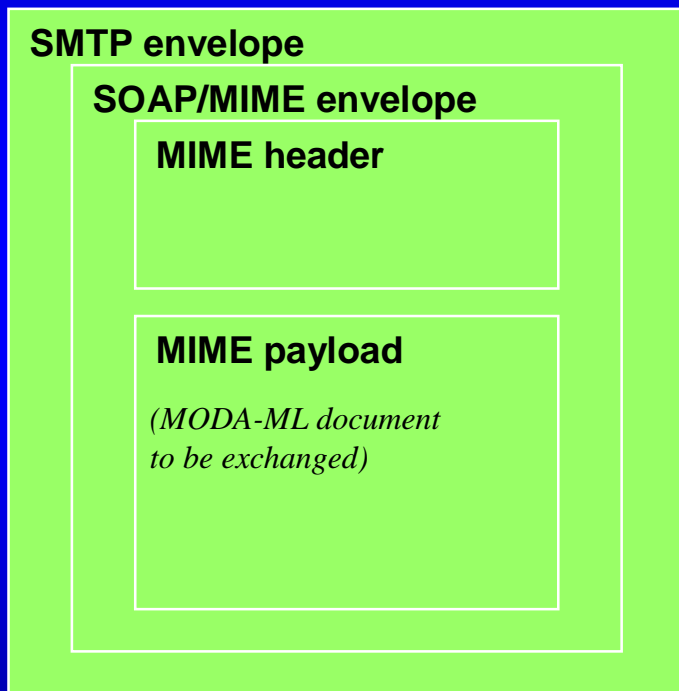 SMTP envelope
SOAP/MIME envelope
MIME header
MIME payload
(MODA-ML document
to be exchanged)